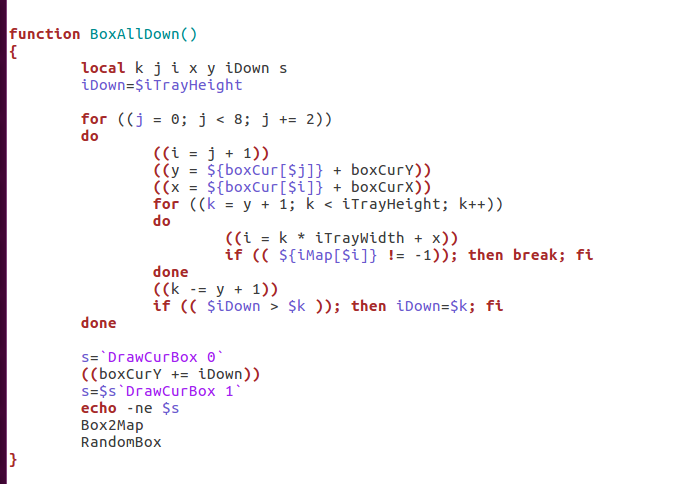 function BoxAllDown()
{
        local k j i x y iDown s
        iDown=$iTrayHeight

        for ((j = 0; j < 8; j += 2))
        do
                ((i = j + 1))
                ((y = ${boxCur[$j]} + boxCurY))
                ((x = ${boxCur[$i]} + boxCurX))
                for ((k = y + 1; k < iTrayHeight; k++))
                do
                        ((i = k * iTrayWidth + x))
                        if (( ${iMap[$i]} != -1)); then break; fi
                done
                ((k -= y + 1))
                if (( $iDown > $k )); then iDown=$k; fi
        done

        s=`DrawCurBox 0`
        ((boxCurY += iDown))
        s=$s`DrawCurBox 1`
        echo -ne $s
        Box2Map
        RandomBox
}